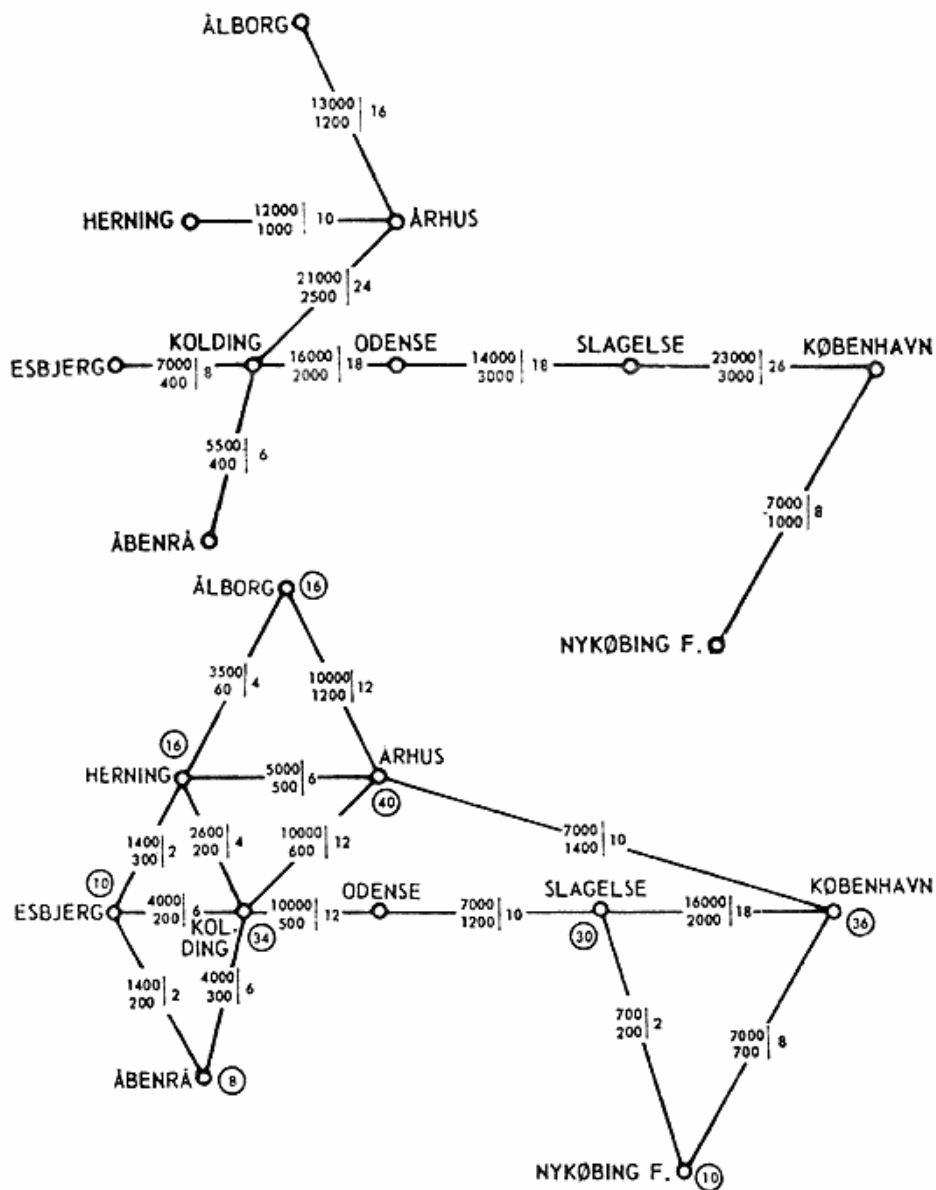 ÅLBORG
13000 16
1200
HERNING 12000 10 ÅRHUS
1000
21000 24
2500
KOLDING ODENSE SLAGELSE KØBENHAVN
ESBJERG 7000 8 16000 18 14000 18 23000 26
400 2000 3000 3000
5500 6
400
7000 8
1000
ÅBENRÅ
NYKØBING F.
ÅLBORG 16
3500 4 10000 12
60 1200
16 ÅRHUS
HERNING 5000 6
500 40
1400 2 2600 4 10000 12 7000 10
300 200 600 1400
10 ODENSE SLAGELSE KØBENHAVN
ESBJERG 4000 6 10000 12 7000 10 16000 18
200 500 1200 2000
KOL. 34 30 36
DING
1400 2 4000 6
200 300
700 2 7000 8
200 700
ÅBENRÅ 8
NYKØBING F. 10